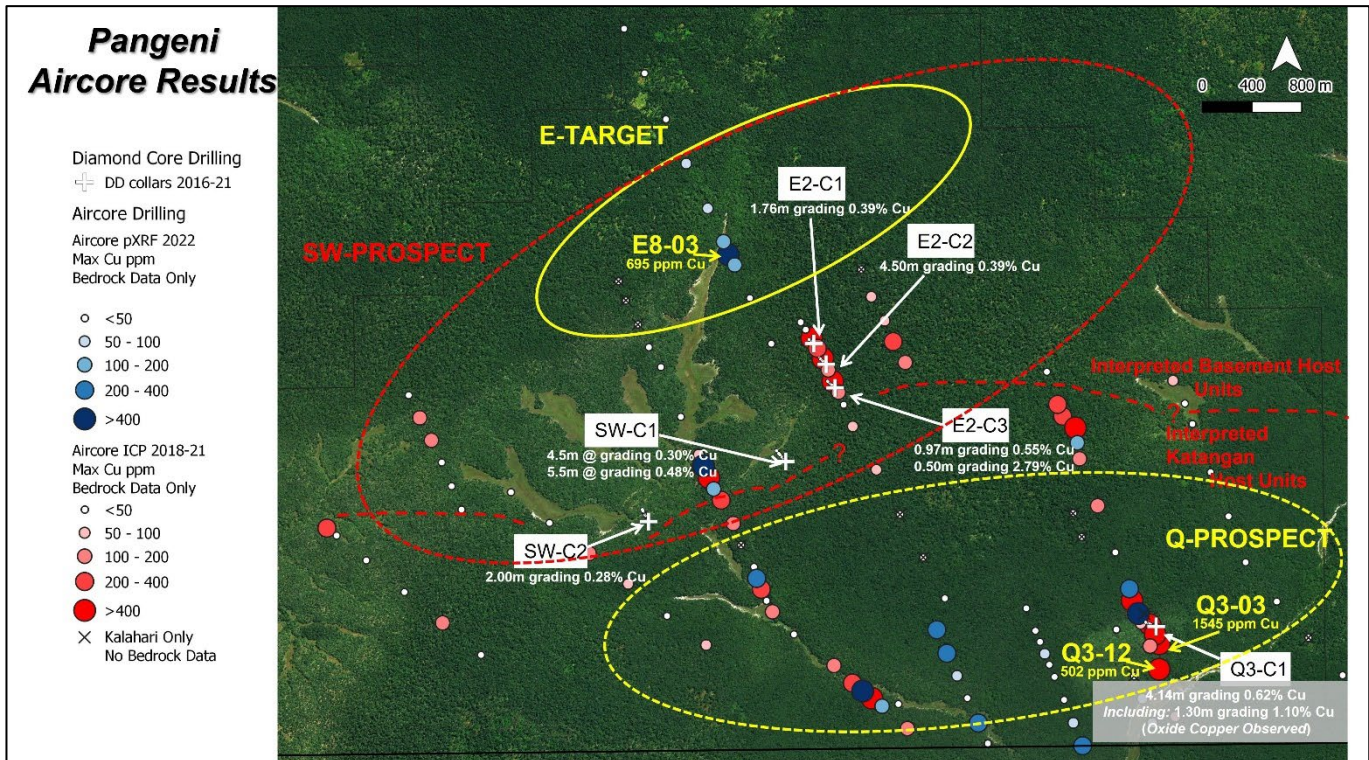 Pangeni
Aircore Results
Diamond Core Drilling
DD collars 2016-21
Aircore Drilling
Aircore pXRF 2022
Max Cu ppm
Bedrock Data Only
<50
50 - 100
100 - 200
200 - 400
>400
Aircore ICP 2018-21
Max Cu ppm
Bedrock Data Only
<50
50 - 100
100 - 200
200 - 400
>400
Kalahari Only
No Bedrock Data
0 400 800 m
E-TARGET
SW-PROSPECT
E8-03
695 ppm Cu
E2-C1
1.76m grading 0.39% Cu
E2-C2
4.50m grading 0.39% Cu
Interpreted Basement Host
Units
?
Interpreted
Katangan
Host Units
E2-C3
0.97m grading 0.55% Cu
0.50m grading 2.79% Cu
SW-C1
4.5m @ grading 0.30% Cu
5.5m @ grading 0.48% Cu
?
SW-C2
2.00m grading 0.28% Cu
Q-PROSPECT
Q3-03
1545 ppm Cu
Q3-12
502 ppm Cu
Q3-C1
4.14m grading 0.62% Cu
Including: 1.30m grading 1.10% Cu
(Oxide Copper Observed)